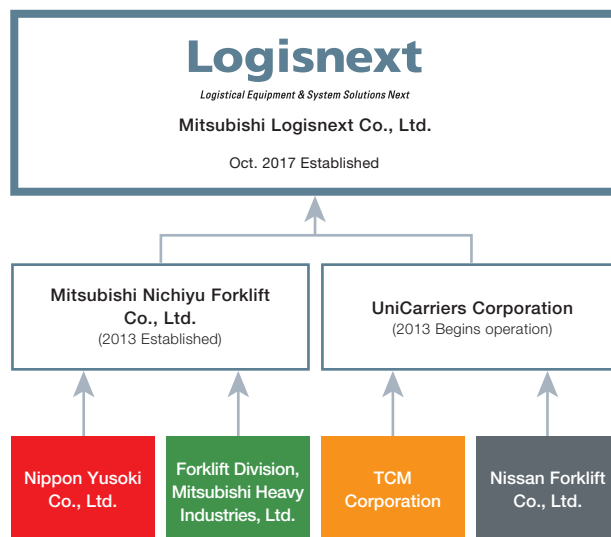 Logisnext
Logistical Equipment & System Solutions Next
Mitsubishi Logisnext Co., Ltd.
Oct. 2017 Established
Mitsubishi Nichiyu Forklift
Co., Ltd.
(2013 Established)
UniCarriers Corporation
(2013 Begins operation)
Nippon Yusoki
Co., Ltd.
Forklift Division,
Mitsubishi Heavy
Industries, Ltd.
TCM
Corporation
Nissan Forklift
Co., Ltd.